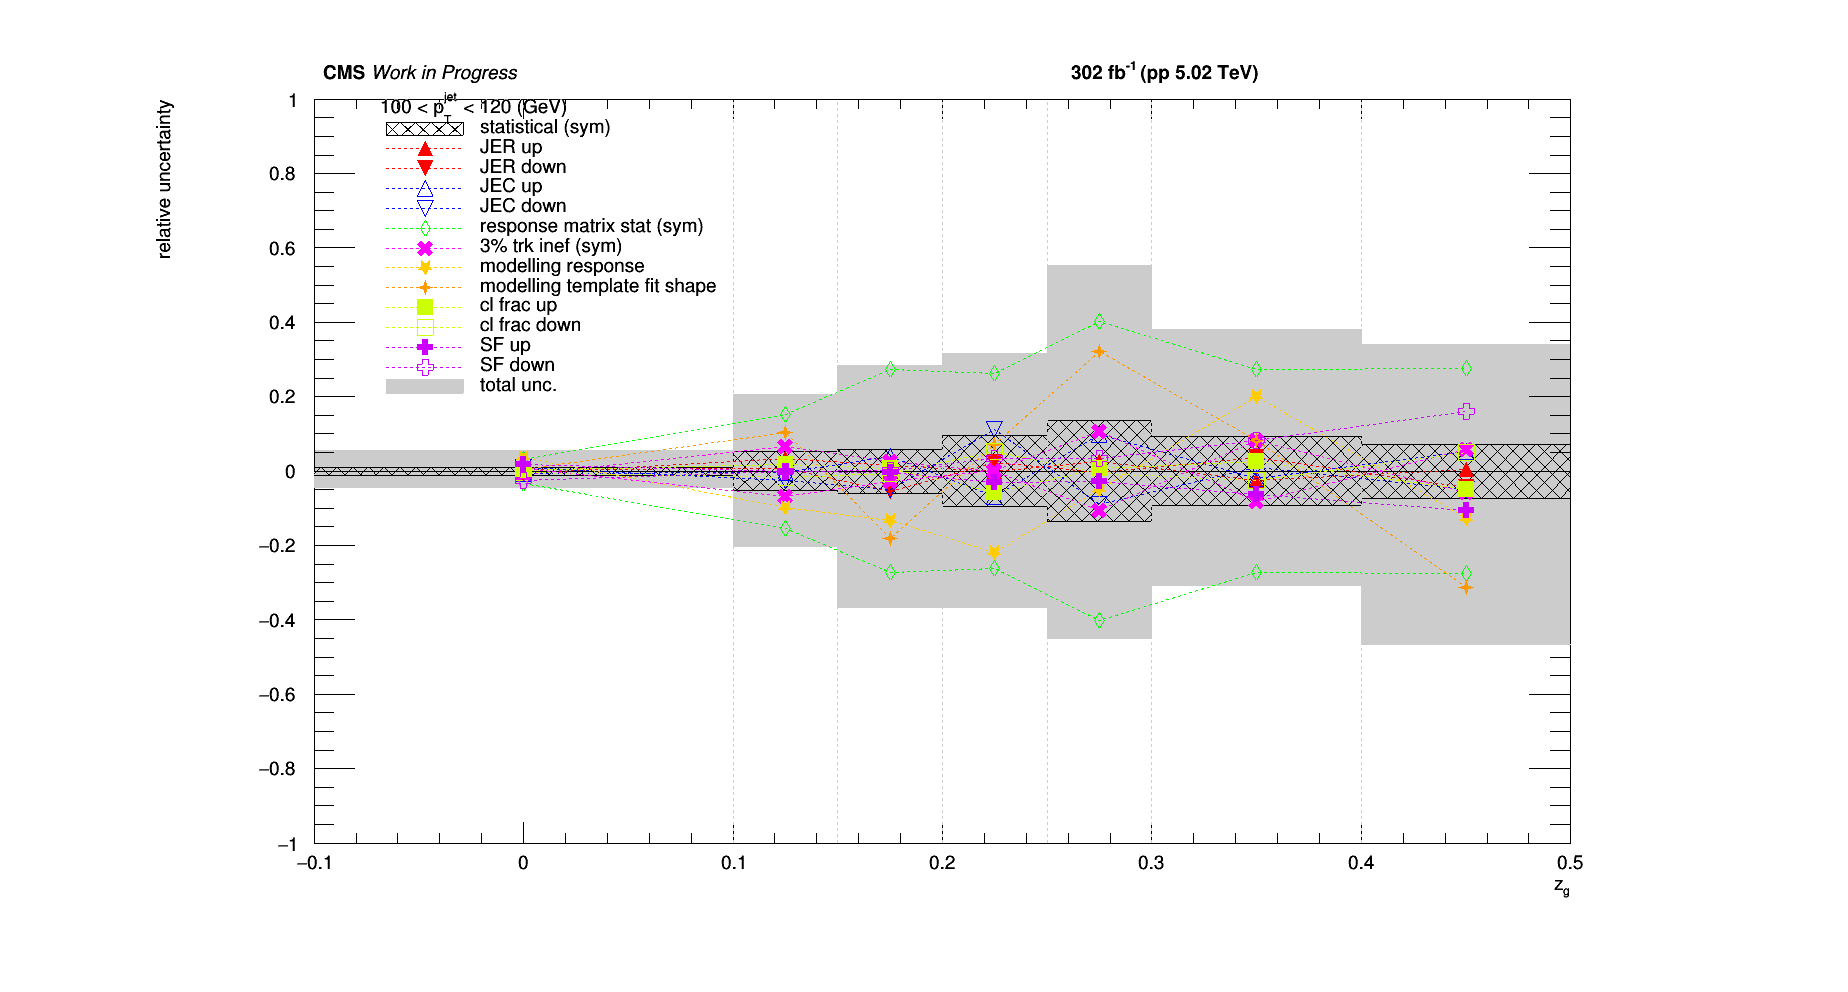 CMS Work in Progress
302 fb-1 (pp 5.02 TeV)
relative uncertainty
100 < pTjet < 120 (GeV)
statistical (sym)
JER up
JER down
JEC up
JEC down
response matrix stat (sym)
3% trk inef (sym)
modelling response
modelling template fit shape
cl frac up
cl frac down
SF up
SF down
total unc.
1
0.8
0.6
0.4
0.2
0
−0.2
−0.4
−0.6
−0.8
−1
−0.1 0 0.1 0.2 0.3 0.4 0.5
zg